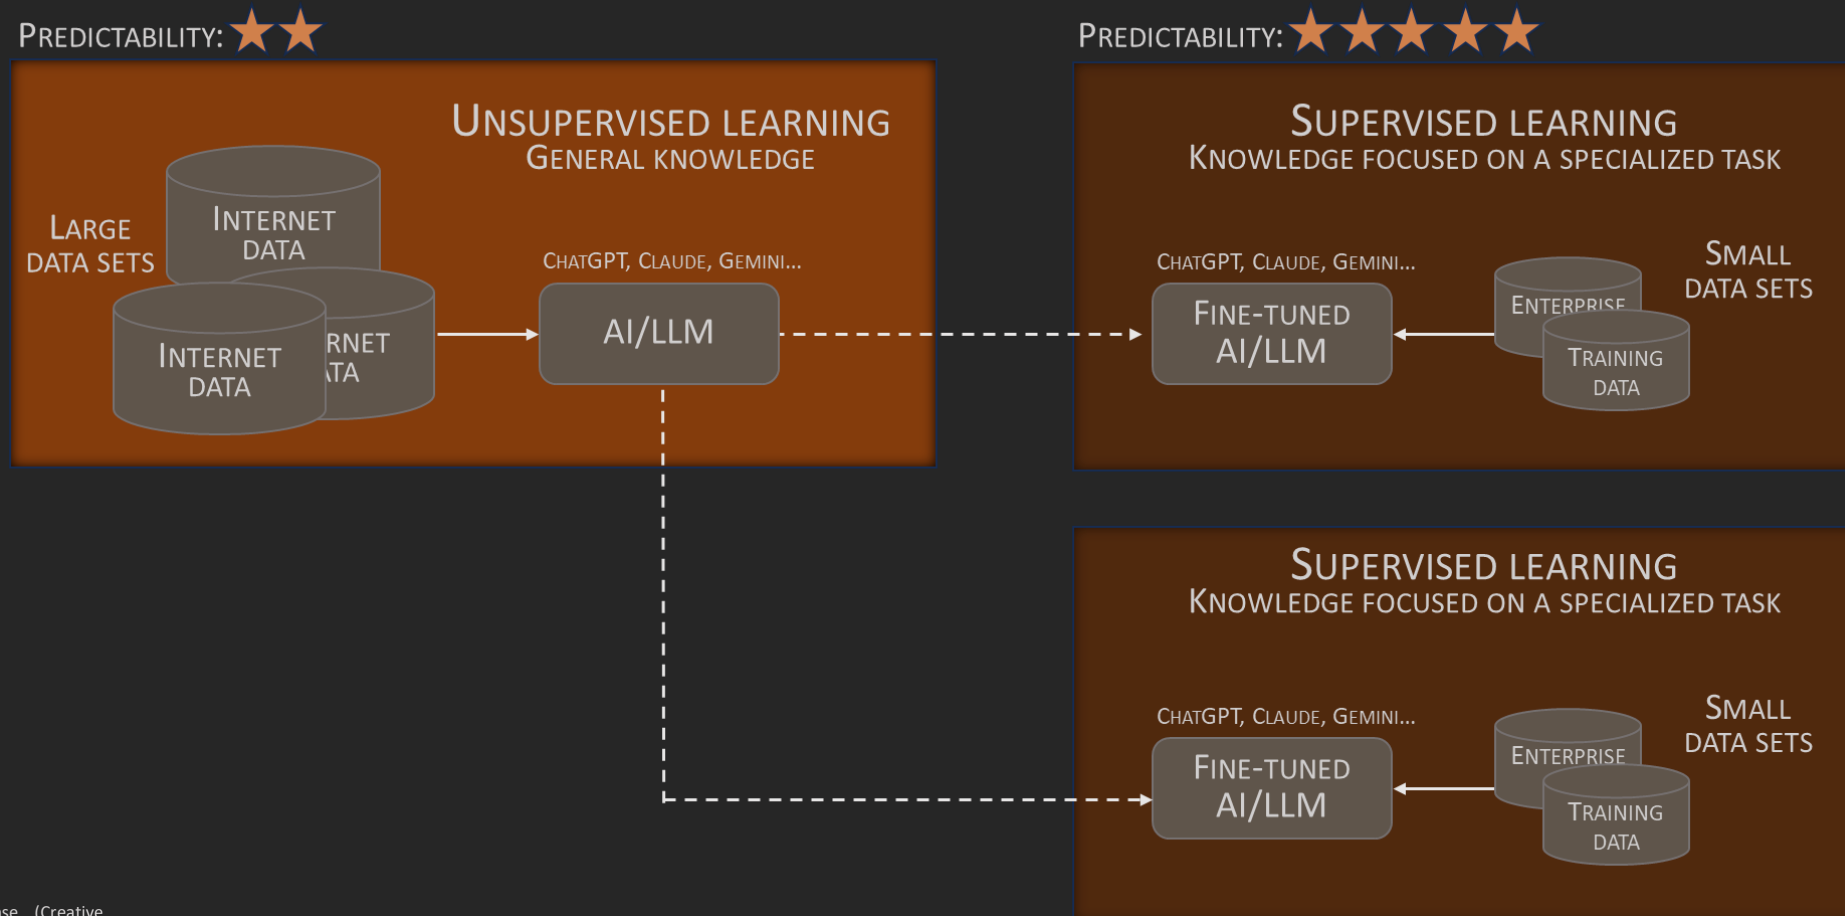 PREDICTABILITY:
UNSUPERVISED LEARNING
GENERAL KNOWLEDGE
LARGE
DATA SETS
INTERNET
DATA
INTERNET
DATA
RNET
ATA
CHATGPT, CLAUDE, GEMINI...
AI/LLM
PREDICTABILITY:
SUPERVISED LEARNING
KNOWLEDGE FOCUSED ON A SPECIALIZED TASK
CHATGPT, CLAUDE, GEMINI...
FINE-TUNED
AI/LLM
ENTERPRISE
TRAINING
DATA
SMALL
DATA SETS
SUPERVISED LEARNING
KNOWLEDGE FOCUSED ON A SPECIALIZED TASK
CHATGPT, CLAUDE, GEMINI...
FINE-TUNED
AI/LLM
ENTERPRISE
TRAINING
DATA
SMALL
DATA SETS
(Creative